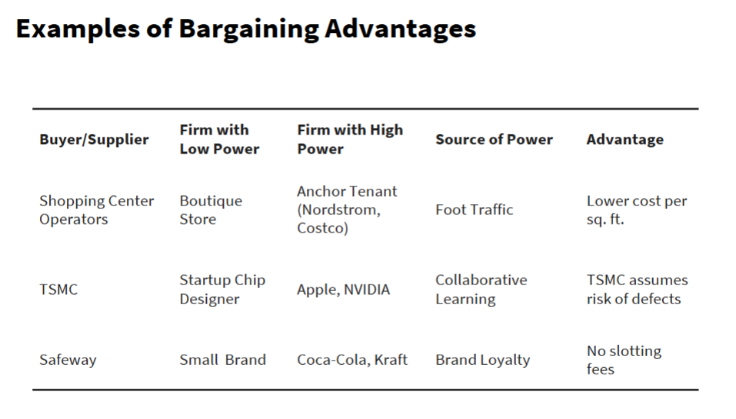 Examples of Bargaining Advantages
Buyer/Supplier
Firm with
Low Power
Firm with High
Power
Source of Power
Advantage
Shopping Center
Operators
Boutique
Store
Anchor Tenant
(Nordstrom,
Costco)
Foot Traffic
Lower cost per
sq. ft.
TSMC
Startup Chip
Designer
Apple, NVIDIA
Collaborative
Learning
TSMC assumes
risk of defects
Safeway
Small Brand
Coca-Cola, Kraft
Brand Loyalty
No slotting
fees